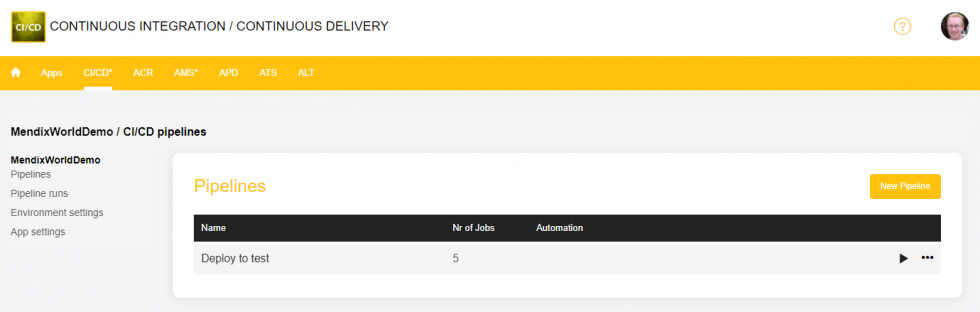 CI/CD CONTINUOUS INTEGRATION / CONTINUOUS DELIVERY ?
Apps CI/CD* ACR AMS* APD ATS ALT
MendixWorldDemo / CI/CD pipelines
MendixWorldDemo
Pipelines
Pipeline runs
Environment settings
App settings
Pipelines New Pipeline
Name Nr of Jobs Automation
Deploy to test 5